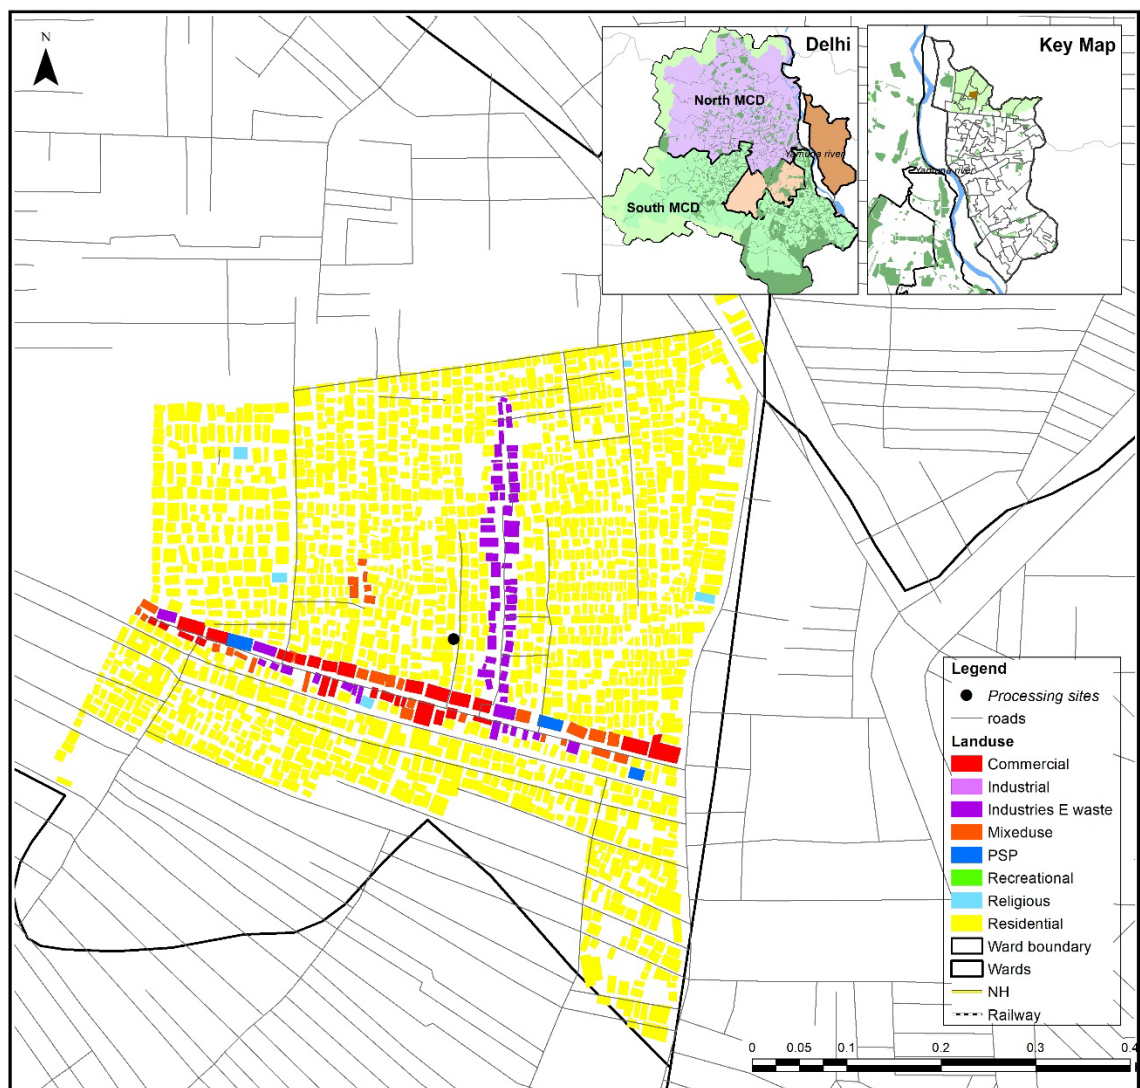 N
Delhi
North MCD
Yamuna river
South MCD
Key Map
Yamuna river
Legend
Processing sites
roads
Landuse
Commercial
Industrial
Industries E waste
Mixeduse
PSP
Recreational
Religious
Residential
Ward boundary
Wards
NH
Railway
0 0.05 0.1 0.2 0.3 0.4